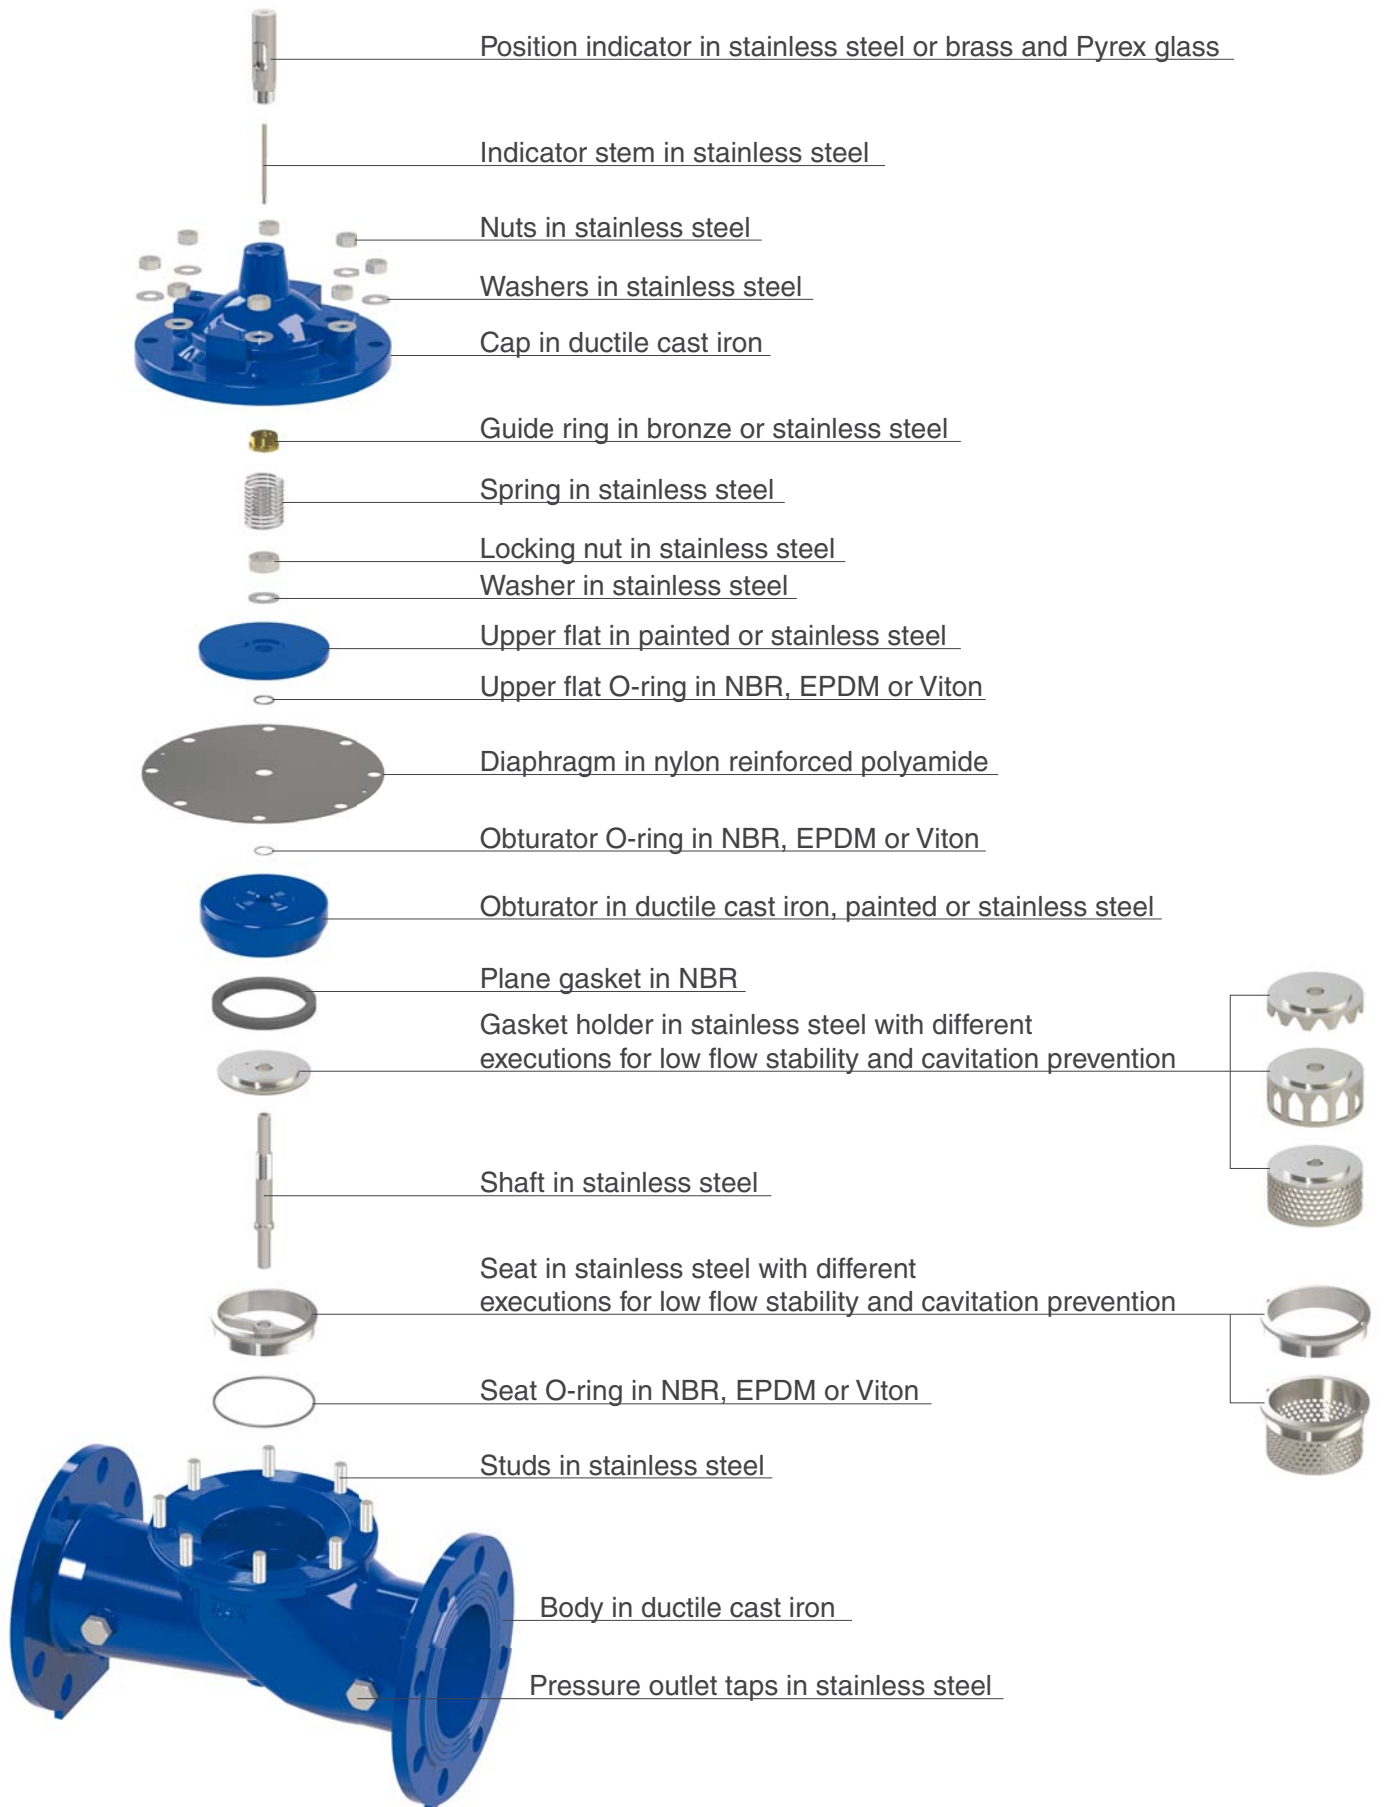 Position indicator in stainless steel or brass and Pyrex glass
Indicator stem in stainless steel
Nuts in stainless steel
Washers in stainless steel
Cap in ductile cast iron
Guide ring in bronze or stainless steel
Spring in stainless steel
Locking nut in stainless steel
Washer in stainless steel
Upper flat in painted or stainless steel
Upper flat O-ring in NBR, EPDM or Viton
Diaphragm in nylon reinforced polyamide
Obturator O-ring in NBR, EPDM or Viton
Obturator in ductile cast iron, painted or stainless steel
Plane gasket in NBR
Gasket holder in stainless steel with different
executions for low flow stability and cavitation prevention
Shaft in stainless steel
Seat in stainless steel with different
executions for low flow stability and cavitation prevention
Seat O-ring in NBR, EPDM or Viton
Studs in stainless steel
Body in ductile cast iron
Pressure outlet taps in stainless steel